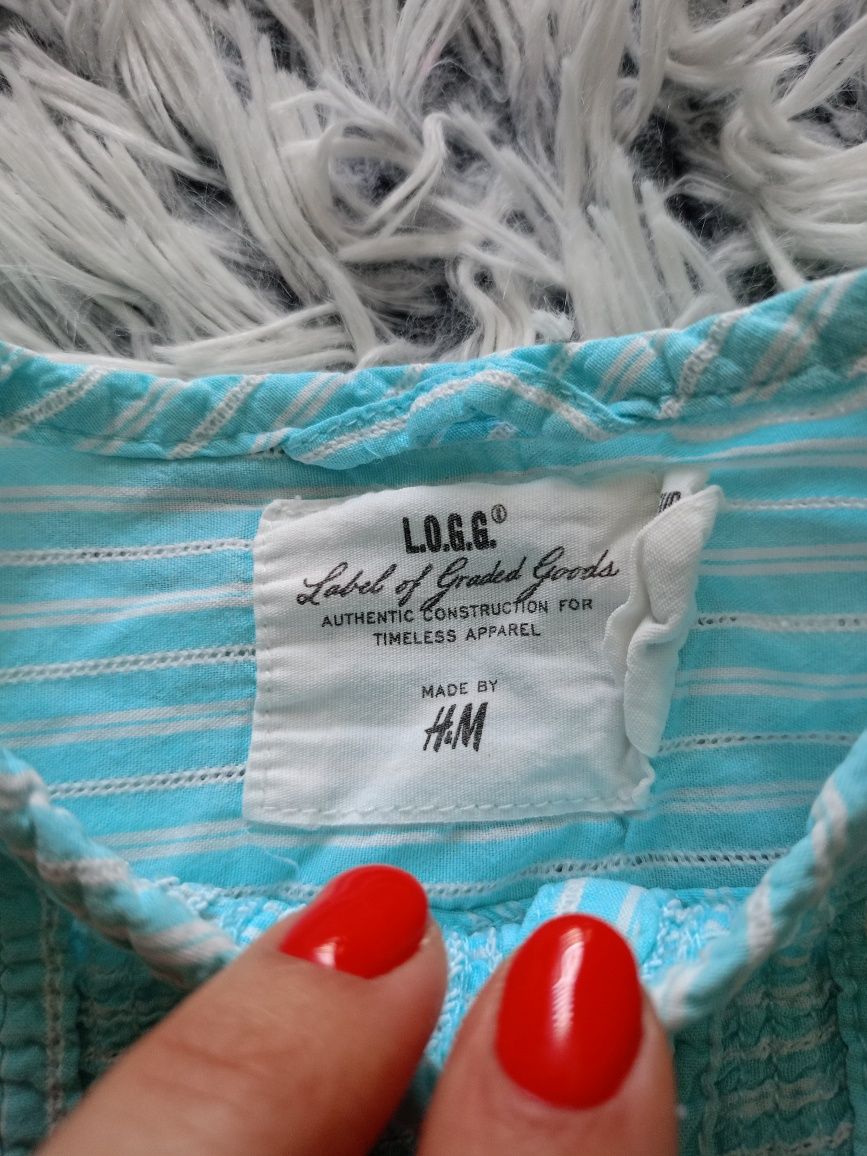 L.O.G.G.®
Label of Graded Goods
AUTHENTIC CONSTRUCTION FOR
TIMELESS APPAREL
MADE BY
H&M